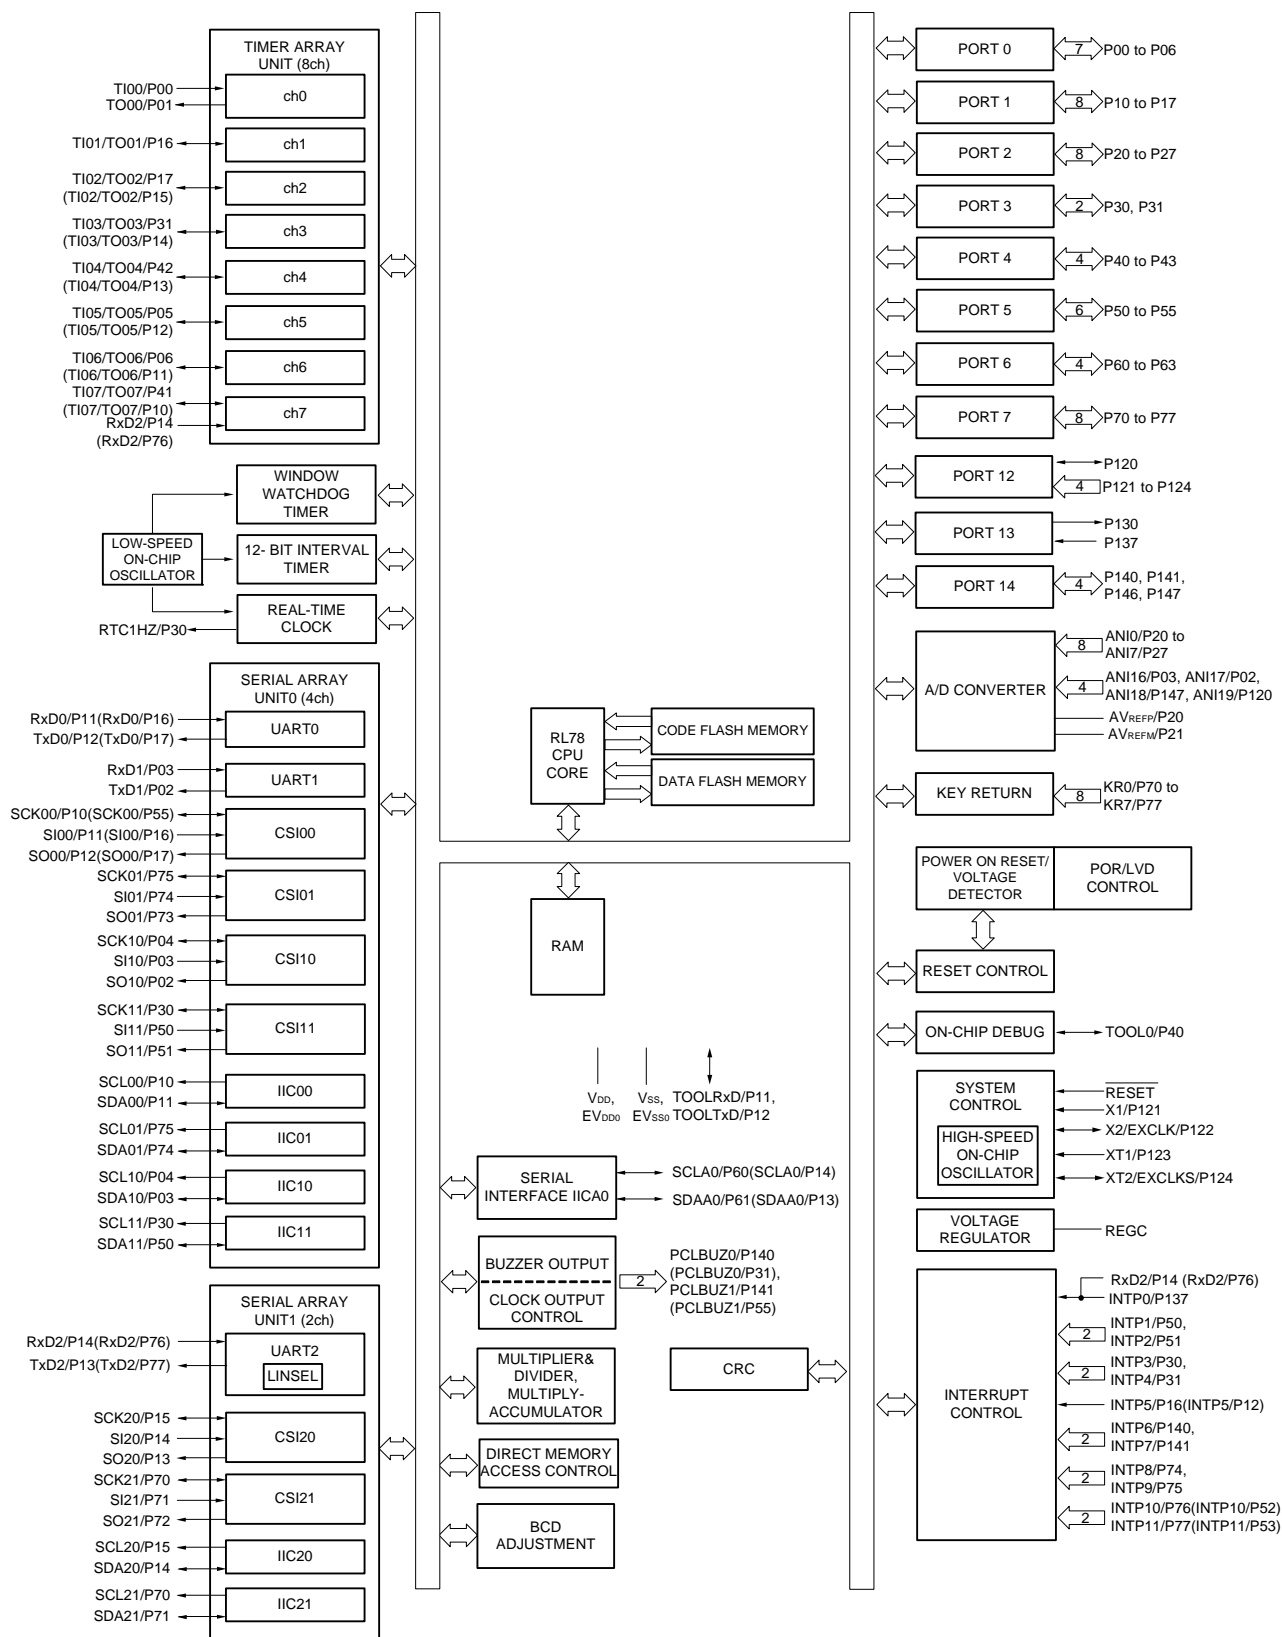 TIMER ARRAY
UNIT (8ch)
TI00/P00
TO00/P01
ch0
TI01/TO01/P16
ch1
TI02/TO02/P17
(TI02/TO02/P15)
ch2
TI03/TO03/P31
(TI03/TO03/P14)
ch3
TI04/TO04/P42
(TI04/TO04/P13)
ch4
TI05/TO05/P05
(TI05/TO05/P12)
ch5
TI06/TO06/P06
(TI06/TO06/P11)
ch6
TI07/TO07/P41
(TI07/TO07/P10)
RxD2/P14
(RxD2/P76)
ch7
WINDOW
WATCHDOG
TIMER
LOW-SPEED
ON-CHIP
OSCILLATOR
12- BIT INTERVAL
TIMER
REAL-TIME
CLOCK
RTC1HZ/P30
SERIAL ARRAY
UNIT0 (4ch)
RxD0/P11(RxD0/P16)
TxD0/P12(TxD0/P17)
UART0
RxD1/P03
TxD1/P02
UART1
SCK00/P10(SCK00/P55)
SI00/P11(SI00/P16)
SO00/P12(SO00/P17)
CSI00
SCK01/P75
SI01/P74
SO01/P73
CSI01
SCK10/P04
SI10/P03
SO10/P02
CSI10
SCK11/P30
SI11/P50
SO11/P51
CSI11
SCL00/P10
SDA00/P11
IIC00
SCL01/P75
SDA01/P74
IIC01
SCL10/P04
SDA10/P03
IIC10
SCL11/P30
SDA11/P50
IIC11
SERIAL ARRAY
UNIT1 (2ch)
RxD2/P14(RxD2/P76)
TxD2/P13(TxD2/P77)
UART2
LINSEL
SCK20/P15
SI20/P14
SO20/P13
CSI20
SCK21/P70
SI21/P71
SO21/P72
CSI21
SCL20/P15
SDA20/P14
IIC20
SCL21/P70
SDA21/P71
IIC21
RL78
CPU
CORE
CODE FLASH MEMORY
DATA FLASH MEMORY
RAM
VDD,
EVDD0
VSS,
EVSS0
TOOLRxD/P11,
TOOLTxD/P12
SERIAL
INTERFACE IICA0
SCLA0/P60(SCLA0/P14)
SDAA0/P61(SDAA0/P13)
BUZZER OUTPUT
CLOCK OUTPUT
CONTROL
2
PCLBUZ0/P140
(PCLBUZ0/P31),
PCLBUZ1/P141
(PCLBUZ1/P55)
MULTIPLIER&
DIVIDER,
MULTIPLY-
ACCUMULATOR
CRC
DIRECT MEMORY
ACCESS CONTROL
BCD
ADJUSTMENT
PORT 0
7
P00 to P06
PORT 1
8
P10 to P17
PORT 2
8
P20 to P27
PORT 3
2
P30, P31
PORT 4
4
P40 to P43
PORT 5
6
P50 to P55
PORT 6
4
P60 to P63
PORT 7
8
P70 to P77
PORT 12
P120
4
P121 to P124
PORT 13
P130
P137
PORT 14
4
P140, P141,
P146, P147
A/D CONVERTER
8
ANI0/P20 to
ANI7/P27
4
ANI16/P03, ANI17/P02,
ANI18/P147, ANI19/P120
AVREFP/P20
AVREFM/P21
KEY RETURN
8
KR0/P70 to
KR7/P77
POWER ON RESET/
VOLTAGE
DETECTOR
POR/LVD
CONTROL
RESET CONTROL
ON-CHIP DEBUG
TOOL0/P40
SYSTEM
CONTROL
HIGH-SPEED
ON-CHIP
OSCILLATOR
RESET
X1/P121
X2/EXCLK/P122
XT1/P123
XT2/EXCLKS/P124
VOLTAGE
REGULATOR
REGC
INTERRUPT
CONTROL
RxD2/P14 (RxD2/P76)
INTP0/P137
2
INTP1/P50,
INTP2/P51
2
INTP3/P30,
INTP4/P31
INTP5/P16(INTP5/P12)
2
INTP6/P140,
INTP7/P141
2
INTP8/P74,
INTP9/P75
2
INTP10/P76(INTP10/P52)
INTP11/P77(INTP11/P53)